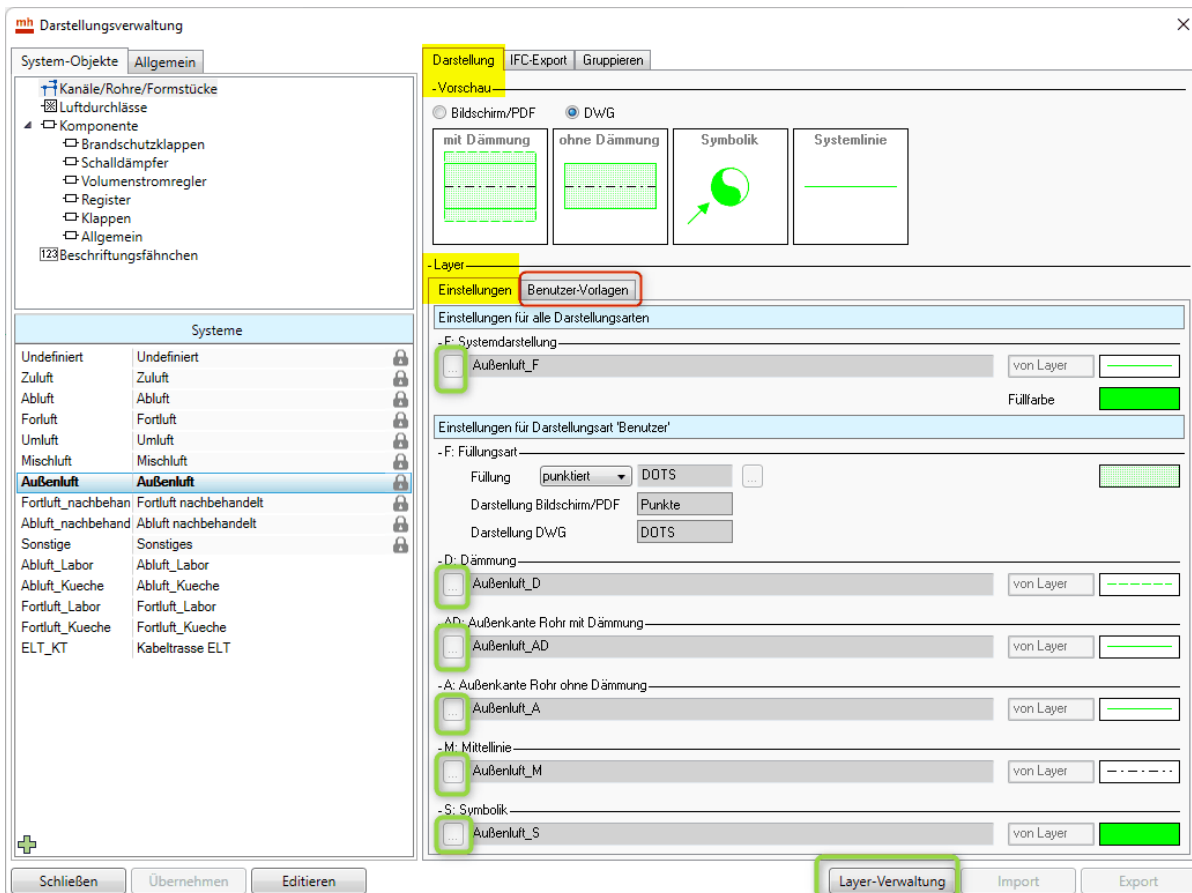 mh Darstellungsverwaltung
System-Objekte Allgemein
Kanäle/Rohre/Formstücke
Luftdurchlässe
Komponente
Brandschutzklappen
Schalldämpfer
Volumenstromregler
Register
Klappen
Allgemein
123 Beschriftungsfähnchen
Systeme
Undefiniert Undefiniert
Zuluft Zuluft
Abluft Abluft
Forluft Fortluft
Umluft Umluft
Mischluft Mischluft
Außenluft Außenluft
Fortluft_nachbehan Fortluft nachbehandelt
Abluft_nachbehand Abluft nachbehandelt
Sonstige Sonstiges
Abluft_Labor Abluft_Labor
Abluft_Kueche Abluft_Kueche
Fortluft_Labor Fortluft_Labor
Fortluft_Kueche Fortluft_Kueche
ELT_KT Kabeltrasse ELT
Schließen Übernehmen Editieren
Darstellung IFC-Export Gruppieren
-Vorschau
Bildschirm/PDF DWG
mit Dämmung ohne Dämmung Symbolik Systemlinie
-Layer
Einstellungen Benutzer-Vorlagen
Einstellungen für alle Darstellungsarten
-F: Systemdarstellung
... Außenluft_F von Layer
Füllfarbe
Einstellungen für Darstellungsart 'Benutzer'
-F: Füllungsart
Füllung punktiert DOTS ...
Darstellung Bildschirm/PDF Punkte
Darstellung DWG DOTS
-D: Dämmung
... Außenluft_D von Layer
-AD: Außenkante Rohr mit Dämmung
... Außenluft_AD von Layer
-A: Außenkante Rohr ohne Dämmung
... Außenluft_A von Layer
-M: Mittellinie
... Außenluft_M von Layer
-S: Symbolik
... Außenluft_S von Layer
Layer-Verwaltung Import Export